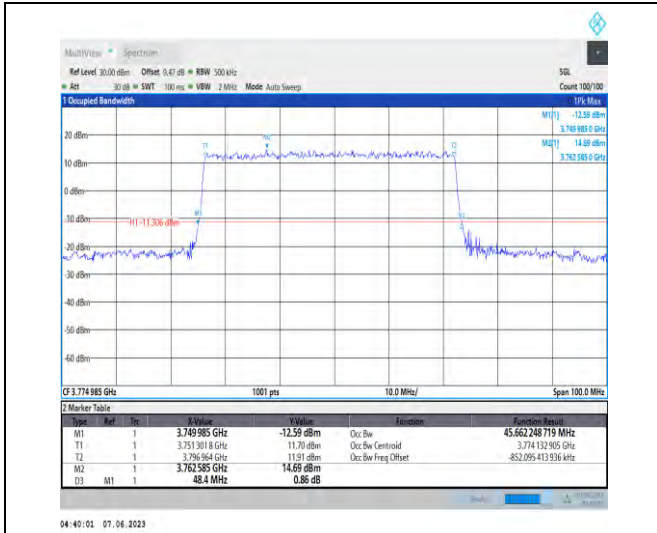 MultiView Spectrum
Ref Level 30.00 dBm Offset 9.47 dB RBW 500 kHz SGL
Att 30 dB SWT 100 ms VBW 2 MHz Mode Auto Sweep Count 100/100
1 Occupied Bandwidth 1Pk Max
M1[1] -12.59 dBm
3.749 985 0 GHz
M2[1] 14.69 dBm
3.762 585 0 GHz
20 dBm
T1 M2 T2
10 dBm
0 dBm
-10 dBm
M1
H1 -11.306 dBm
-20 dBm
-30 dBm
-40 dBm
-50 dBm
-60 dBm
CF 3.774 985 GHz 1001 pts 10.0 MHz/ Span 100.0 MHz
2 Marker Table
Type Ref Trc X-Value Y-Value Function Function Result
M1 1 3.749 985 GHz -12.59 dBm Occ Bw 45.662 248 719 MHz
T1 1 3.751 301 8 GHz 11.70 dBm Occ Bw Centroid 3.774 132 905 GHz
T2 1 3.796 964 GHz 11.91 dBm Occ Bw Freq Offset -852.095 413 936 kHz
M2 1 3.762 585 GHz 14.69 dBm
D3 M1 1 48.4 MHz 0.86 dB
04:40:01 07.06.2023